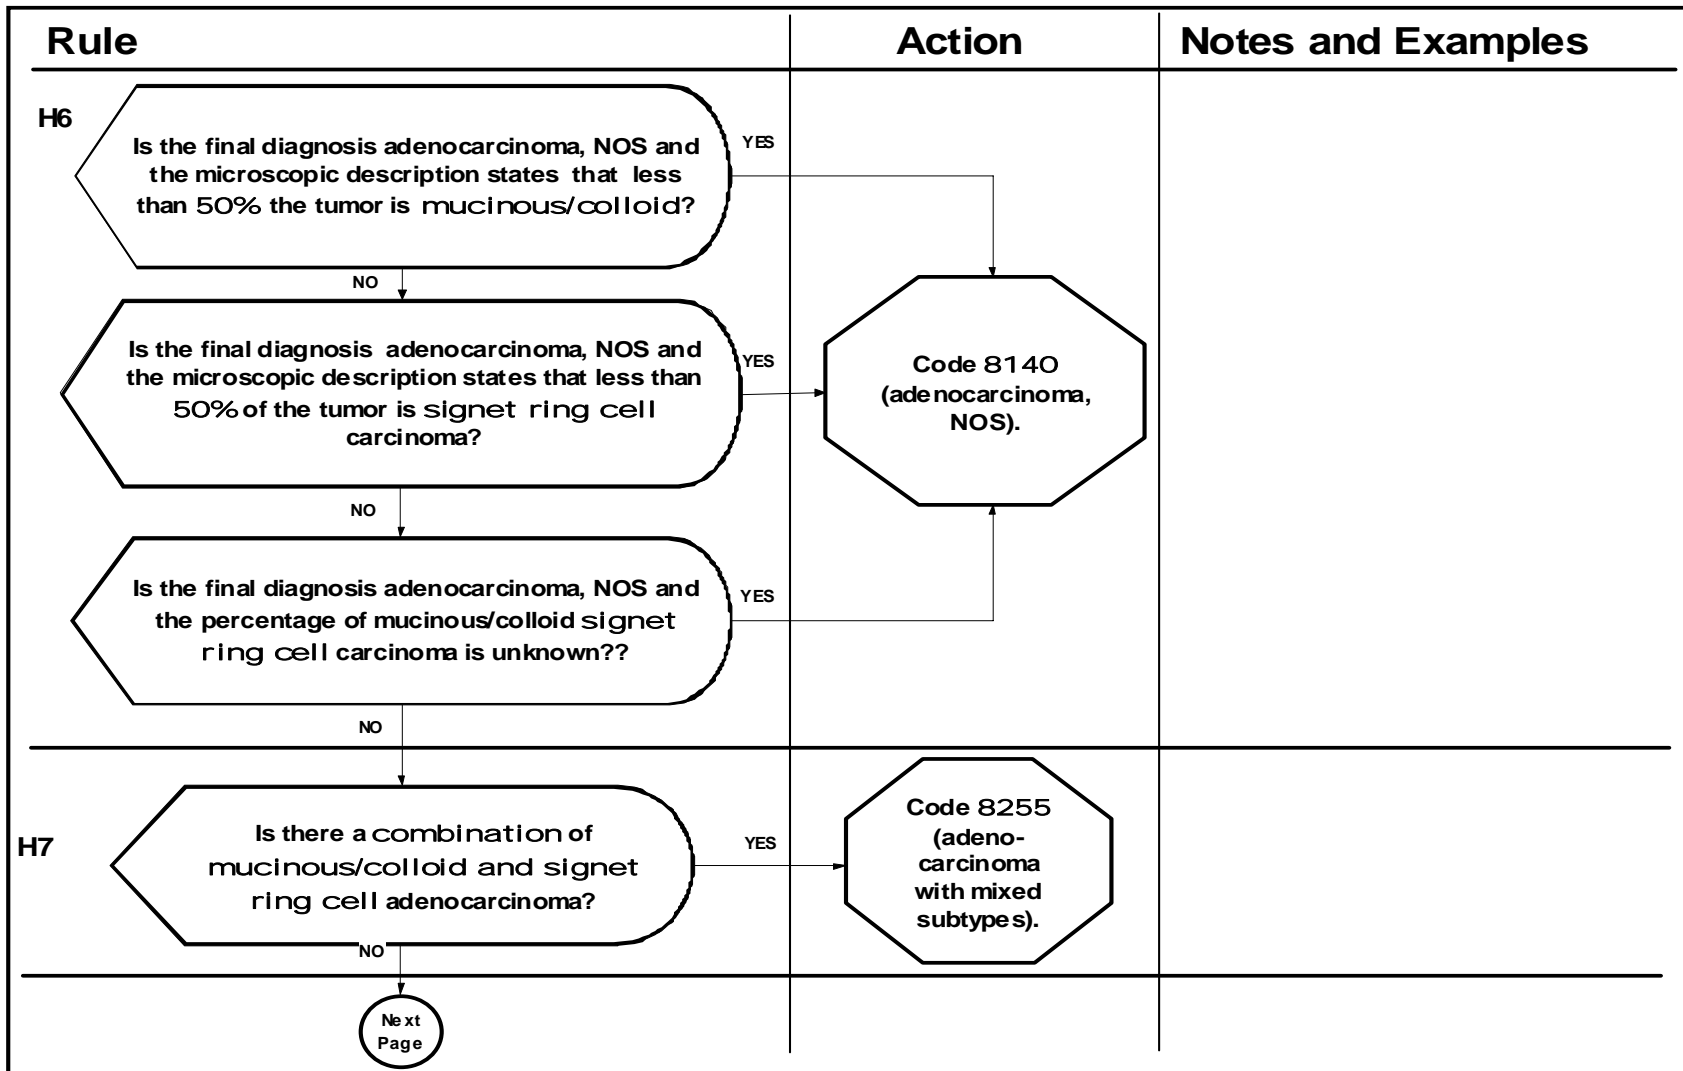 Rule
Action
Notes and Examples
H6
Is the final diagnosis adenocarcinoma, NOS and
the microscopic description states that less
than 50% the tumor is mucinous/colloid?
YES
NO
Is the final diagnosis adenocarcinoma, NOS and
the microscopic description states that less than
50% of the tumor is signet ring cell
carcinoma?
YES
Code 8140
(adenocarcinoma,
NOS).
NO
Is the final diagnosis adenocarcinoma, NOS and
the percentage of mucinous/colloid signet
ring cell carcinoma is unknown??
YES
NO
H7
Is there a combination of
mucinous/colloid and signet
ring cell adenocarcinoma?
YES
Code 8255
(adeno-
carcinoma
with mixed
subtypes).
NO
Next
Page